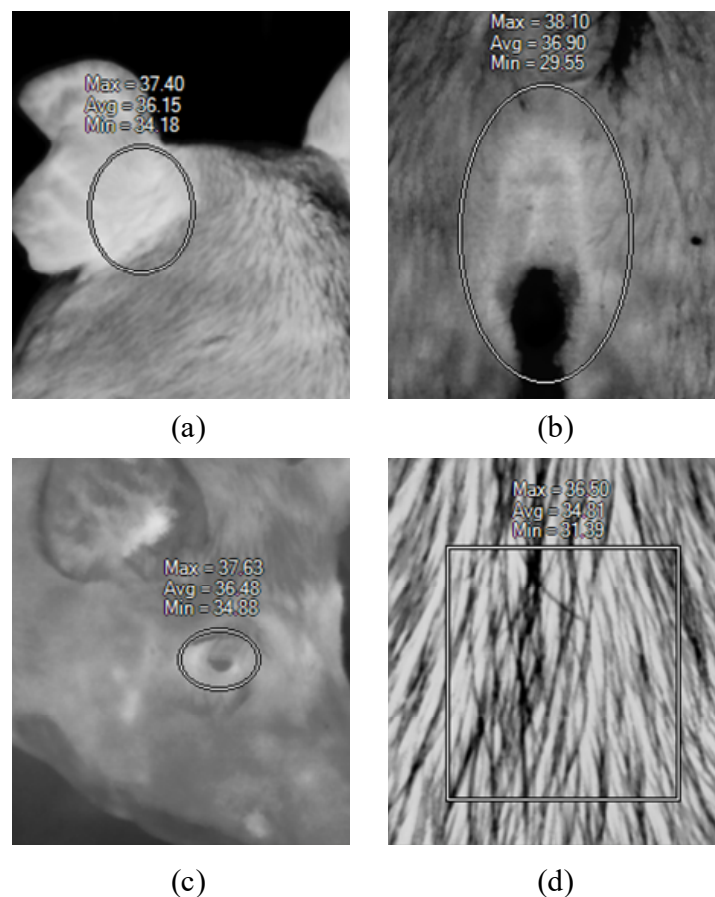 Max = 37.40
Avg = 36.15
Min = 34.18
Max = 38.10
Avg = 36.90
Min = 29.55
(a)
(b)
Max = 37.63
Avg = 36.48
Min = 34.88
Max = 36.50
Avg = 34.81
Min = 31.39
(c)
(d)